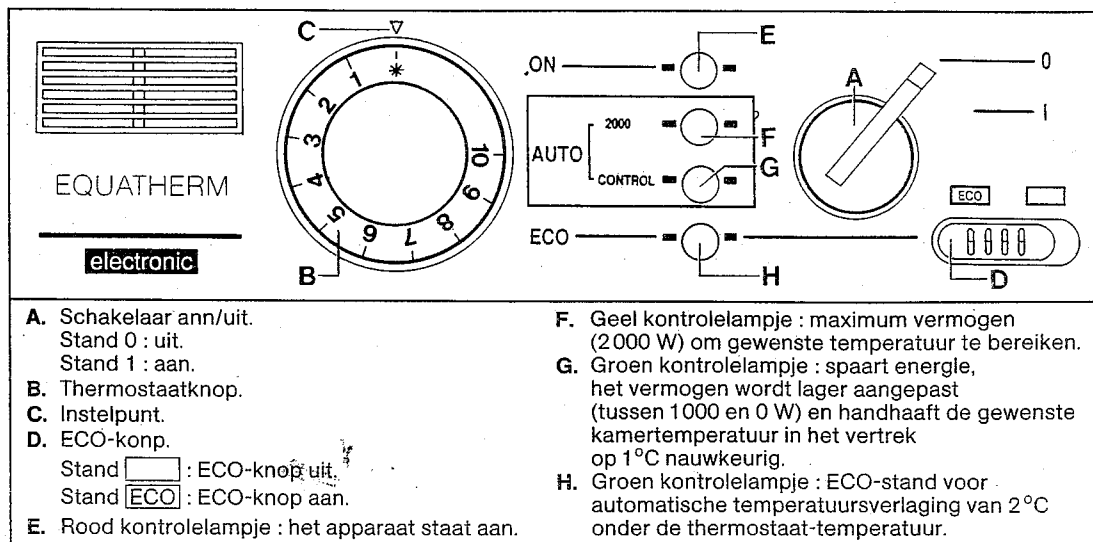 C
E
ON
A
0
I
2000
F
AUTO
G
CONTROL
EQUATHERM
electronic
1
2
3
4
5
6
7
8
9
10
ECO
ECO
B
H
D
A. Schakelaar ann/uit.
Stand 0 : uit.
Stand 1 : aan.
B. Thermostaatknop.
C. Instelpunt.
D. ECO-konp.
Stand : ECO-knop uit.
Stand ECO : ECO-knop aan.
E. Rood kontrolelampje : het apparaat staat aan.
F. Geel kontrolelampje : maximum vermogen
(2000 W) om gewenste temperatuur te bereiken.
G. Groen kontrolelampje : spaart energie,
het vermogen wordt lager aangepast
(tussen 1000 en 0 W) en handhaaft de gewenste
kamertemperatuur in het vertrek
op 1°C nauwkeurig.
H. Groen kontrolelampje : ECO-stand voor
automatische temperatuursverlaging van 2°C
onder de thermostaat-temperatuur.